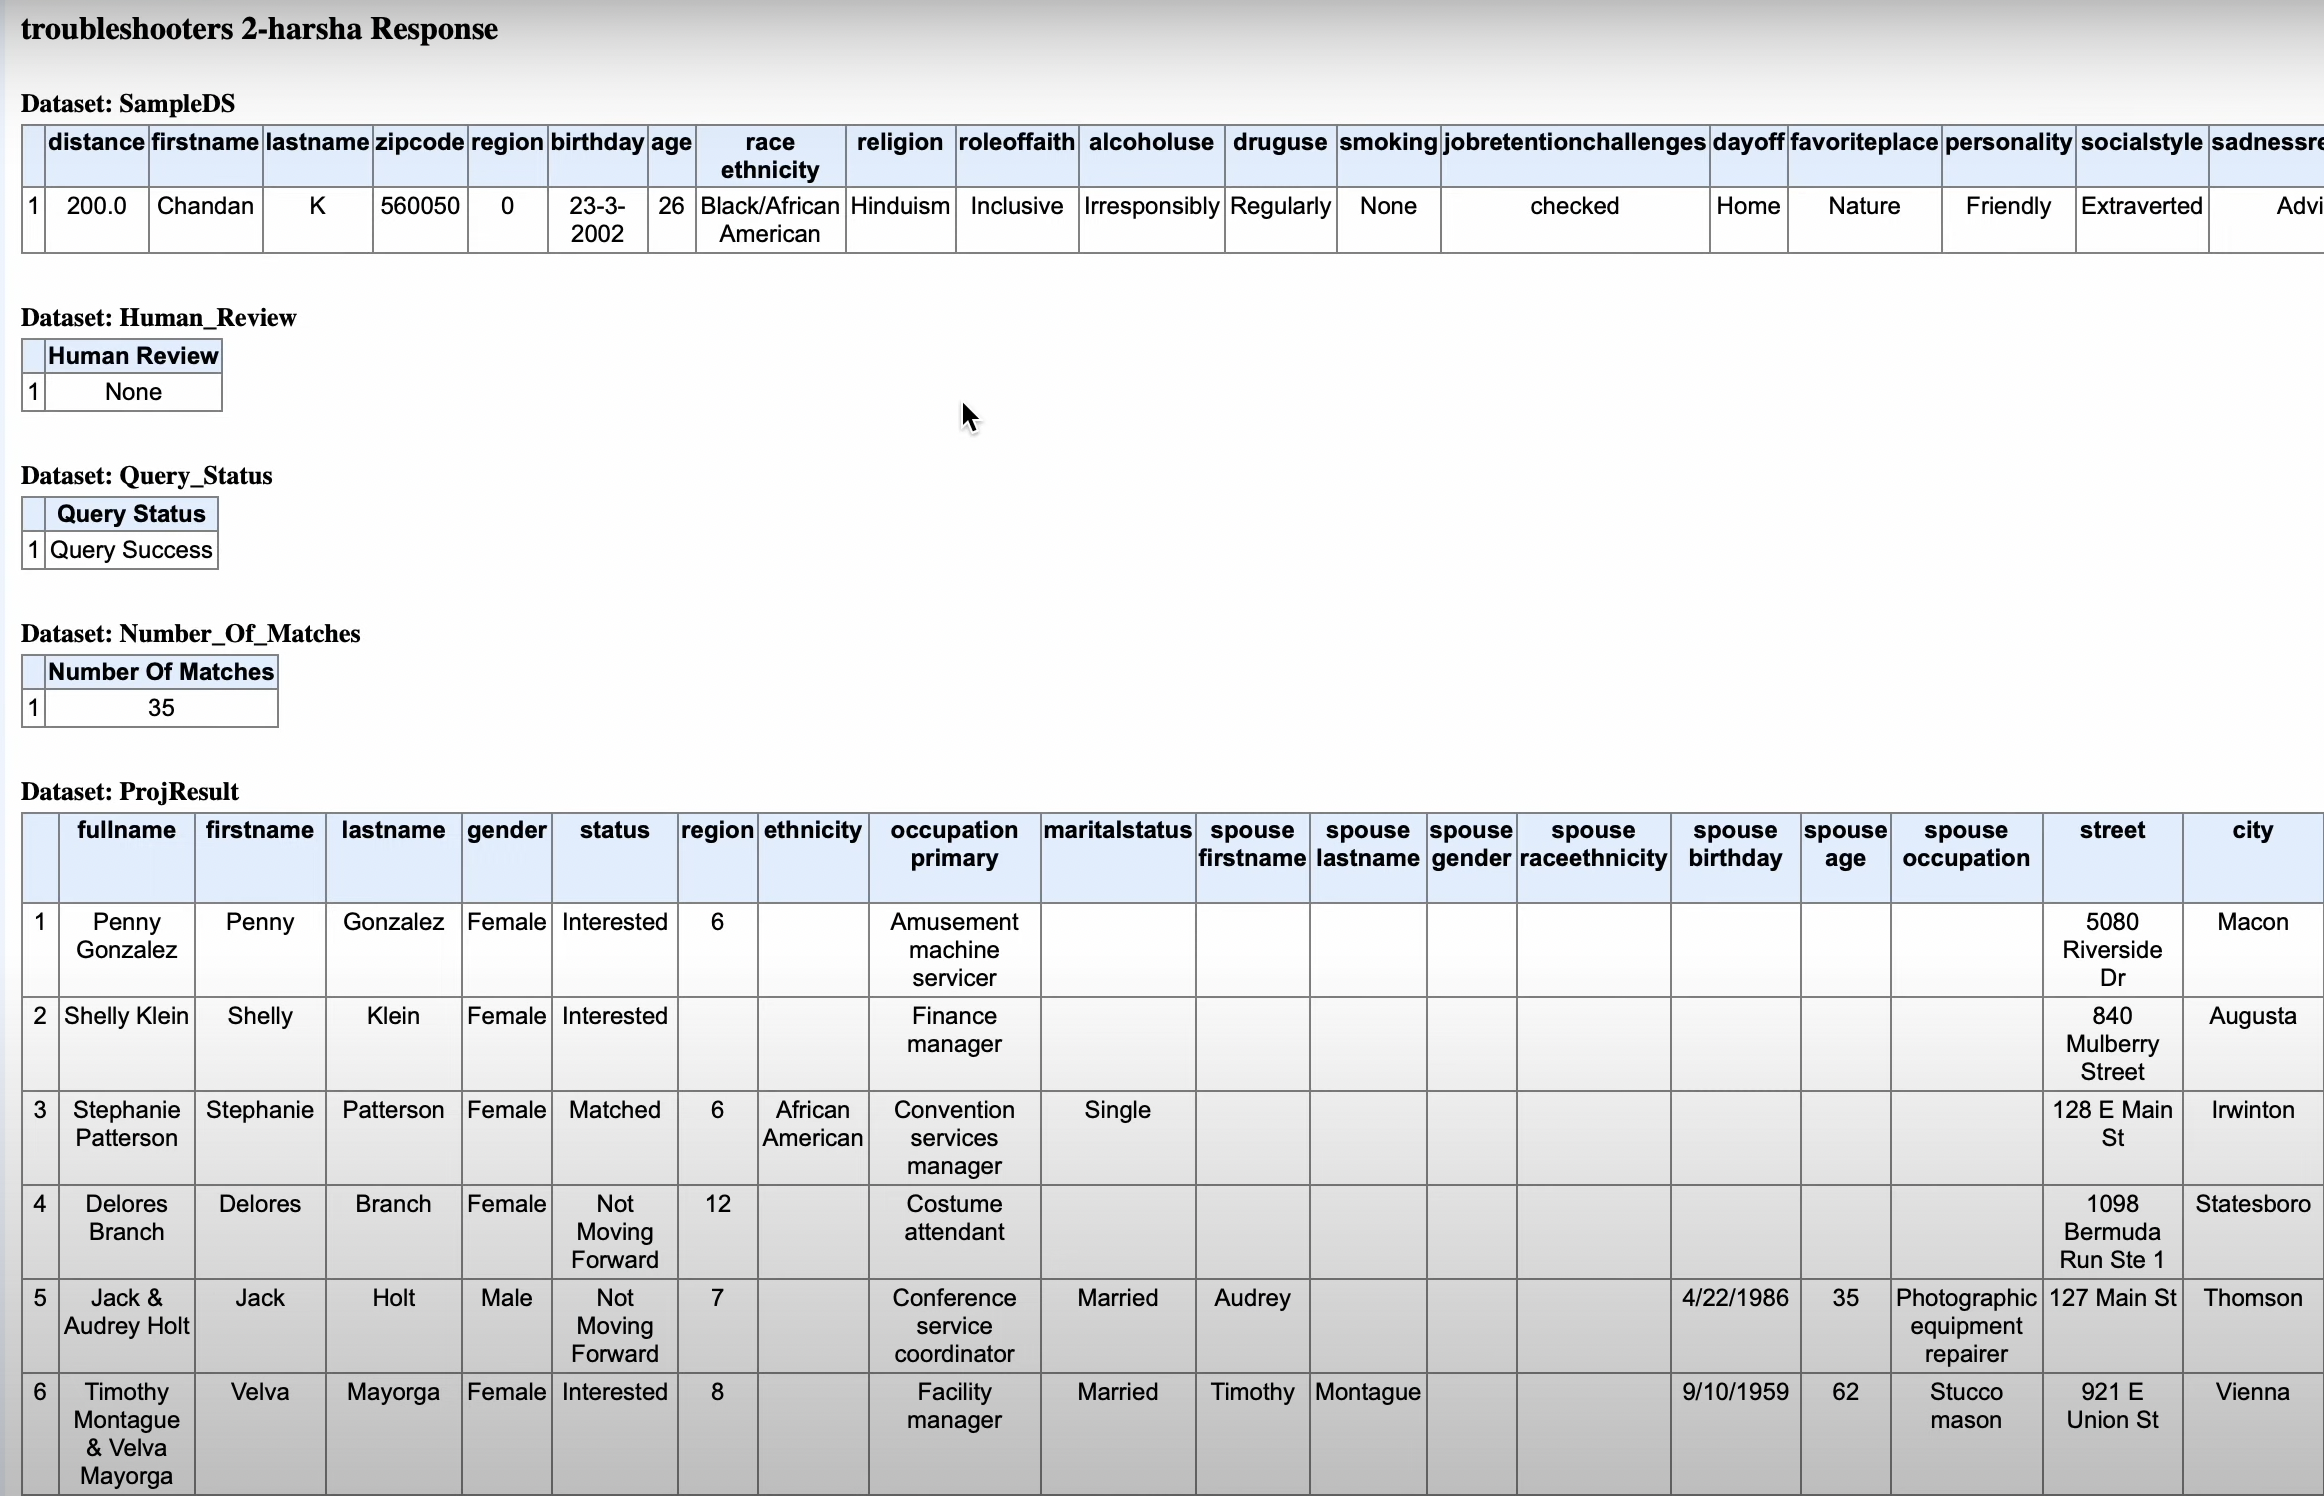 troubleshooters 2-harsha Response
Dataset: SampleDS
distance firstname lastname zipcode region birthday age race ethnicity religion roleoffaith alcoholuse druguse smoking jobretentionchallenges dayoff favoriteplace personality socialstyle sadnessre
1 200.0 Chandan K 560050 0 23-3-2002 26 Black/African American Hinduism Inclusive Irresponsibly Regularly None checked Home Nature Friendly Extraverted Advi
Dataset: Human_Review
Human Review
1 None
Dataset: Query_Status
Query Status
1 Query Success
Dataset: Number_Of_Matches
Number Of Matches
1 35
Dataset: ProjResult
fullname firstname lastname gender status region ethnicity occupation primary maritalstatus spouse firstname spouse lastname spouse gender spouse raceethnicity spouse birthday spouse age spouse occupation street city
1 Penny Gonzalez Penny Gonzalez Female Interested 6 Amusement machine servicer 5080 Riverside Dr Macon
2 Shelly Klein Shelly Klein Female Interested Finance manager 840 Mulberry Street Augusta
3 Stephanie Patterson Stephanie Patterson Female Matched 6 African American Convention services manager Single 128 E Main St Irwinton
4 Delores Branch Delores Branch Female Not Moving Forward 12 Costume attendant 1098 Bermuda Run Ste 1 Statesboro
5 Jack & Audrey Holt Jack Holt Male Not Moving Forward 7 Conference service coordinator Married Audrey 4/22/1986 35 Photographic equipment repairer 127 Main St Thomson
6 Timothy Montague & Velva Mayorga Velva Mayorga Female Interested 8 Facility manager Married Timothy Montague 9/10/1959 62 Stucco mason 921 E Union St Vienna